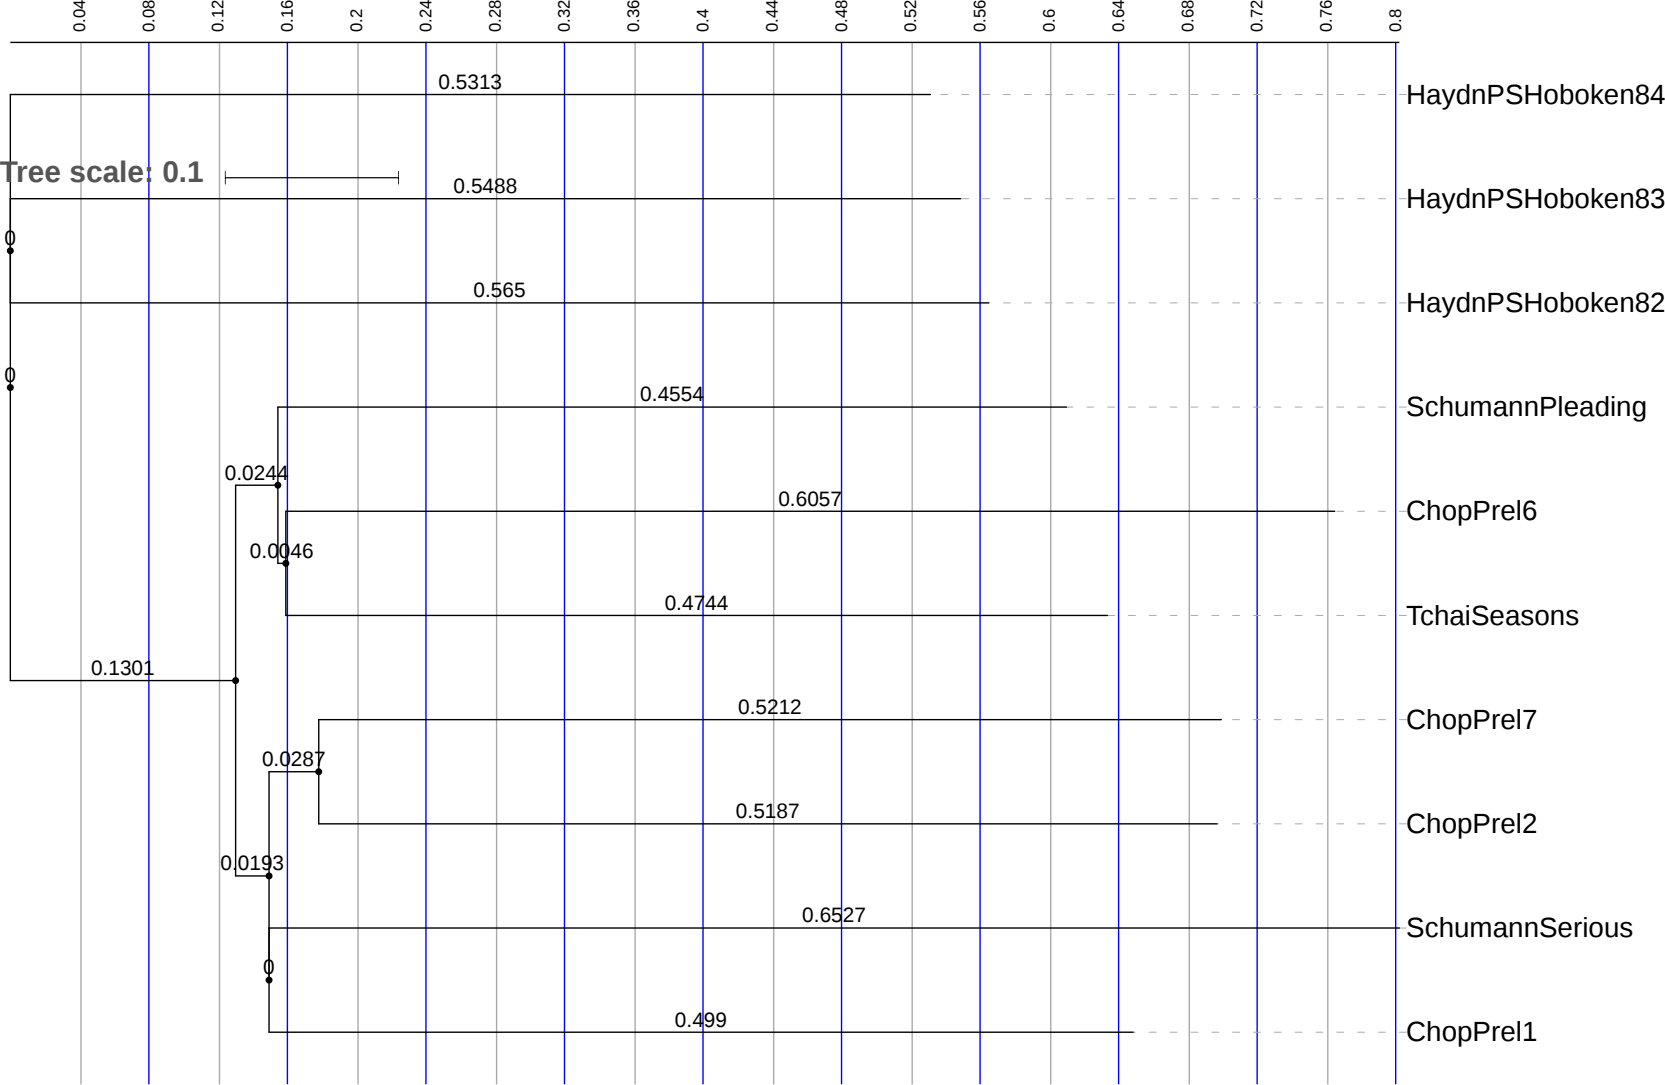 0.04 0.08 0.12 0.16 0.2 0.24 0.28 0.32 0.36 0.4 0.44 0.48 0.52 0.56 0.6 0.64 0.68 0.72 0.76 0.8
0.5313 HaydnPSHoboken84
Tree scale: 0.1
0.5488 HaydnPSHoboken83
0
0.565 HaydnPSHoboken82
0
0.4554 SchumannPleading
0.0244
0.6057 ChopPrel6
0.0046
0.4744 TchaiSeasons
0.1301
0.5212 ChopPrel7
0.0287
0.5187 ChopPrel2
0.0193
0.6527 SchumannSerious
0
0.499 ChopPrel1